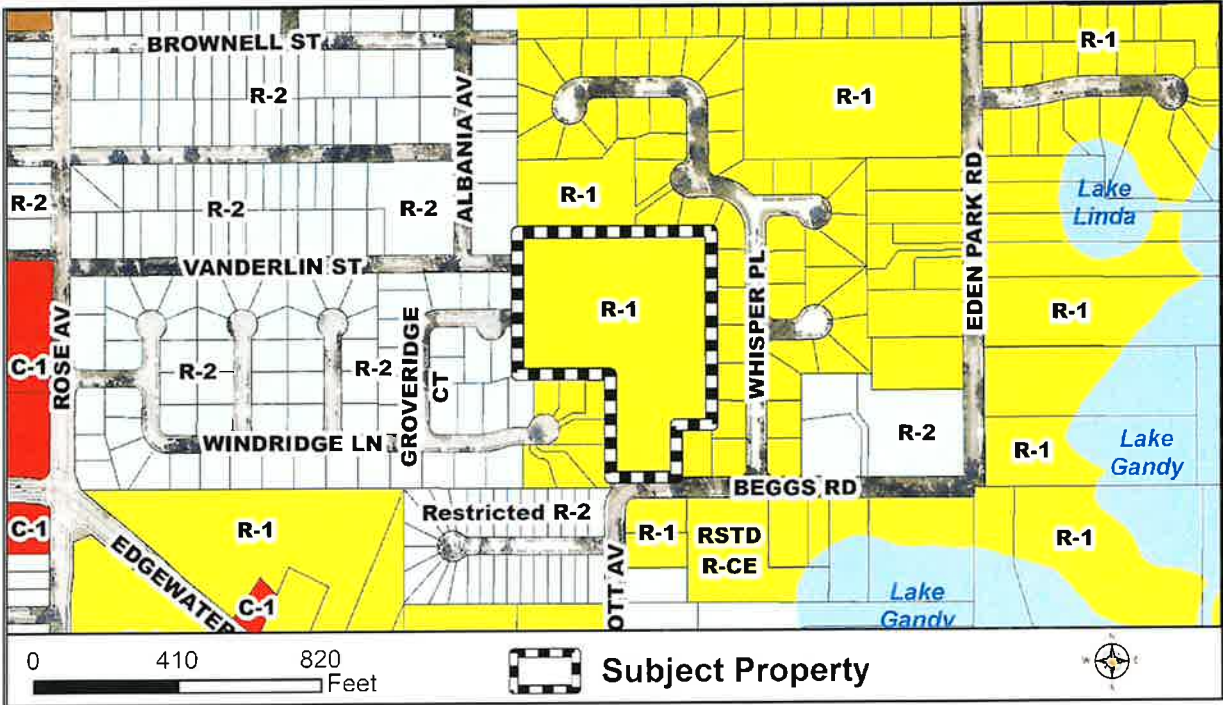 BROWNELL ST
R-2
ALBANIA AV
R-1
R-1
R-2
R-2
R-2
R-1
Lake
Linda
VANDERLIN ST
ROSE AV
C-1
R-2
R-2
GROVERIDGE
CT
R-1
WHISPER PL
EDEN PARK RD
R-1
WINDRIDGE LN
R-2
R-1
Lake
Gandy
BEGGS RD
C-1
R-1
Restricted R-2
OTT AV
R-1
RSTD
R-CE
R-1
EDGEWATER
C-1
Lake
Gandy
0 410 820
Feet
Subject Property
N
W E